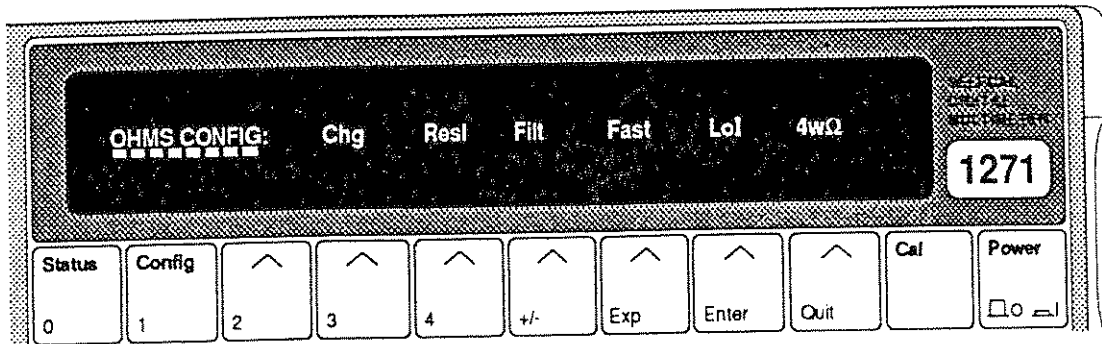 OHMS CONFIG: Chg Resl Filt Fast LoI 4wΩ
1271
Status Config Cal Power
0 1 2 3 4 +/- Exp Enter Quit